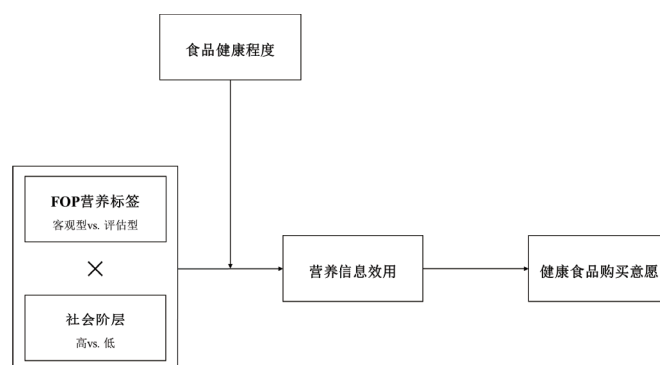 食品健康程度
FOP营养标签
客观型vs. 评估型
×
社会阶层
高vs. 低
营养信息效用
健康食品购买意愿